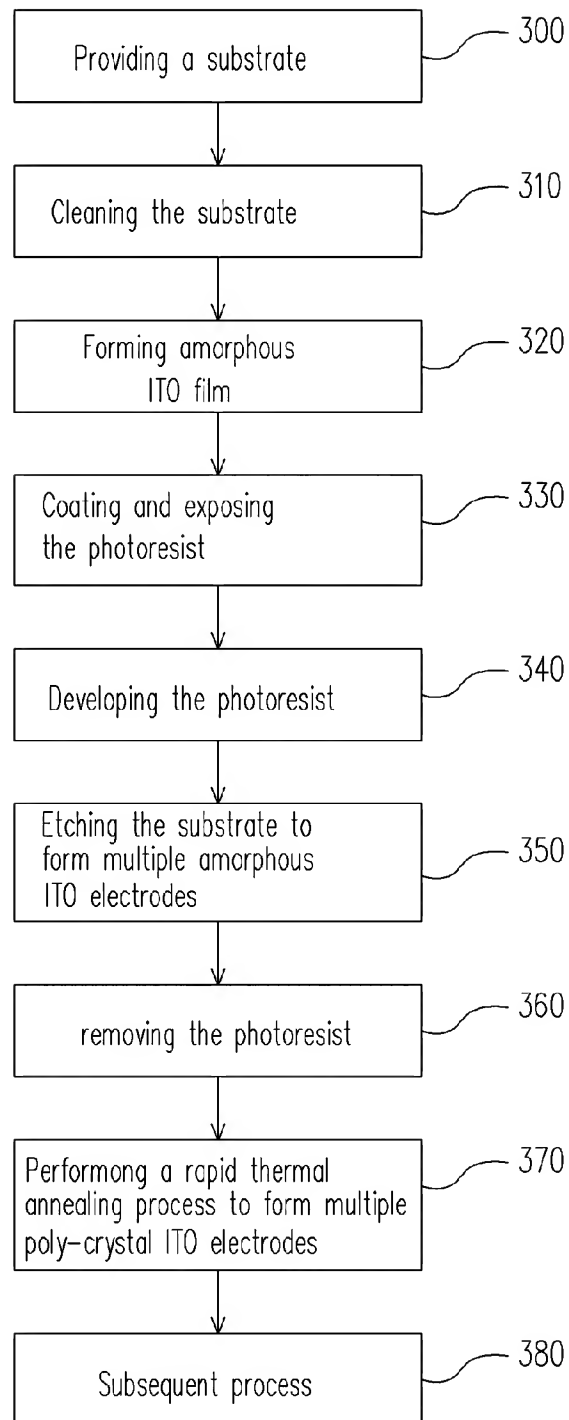 Providing a substrate
300
Cleaning the substrate
310
Forming amorphous
ITO film
320
Coating and exposing
the photoresist
330
Developing the photoresist
340
Etching the substrate to
form multiple amorphous
ITO electrodes
350
removing the photoresist
360
Performong a rapid thermal
annealing process to form multiple
poly-crystal ITO electrodes
370
Subsequent process
380